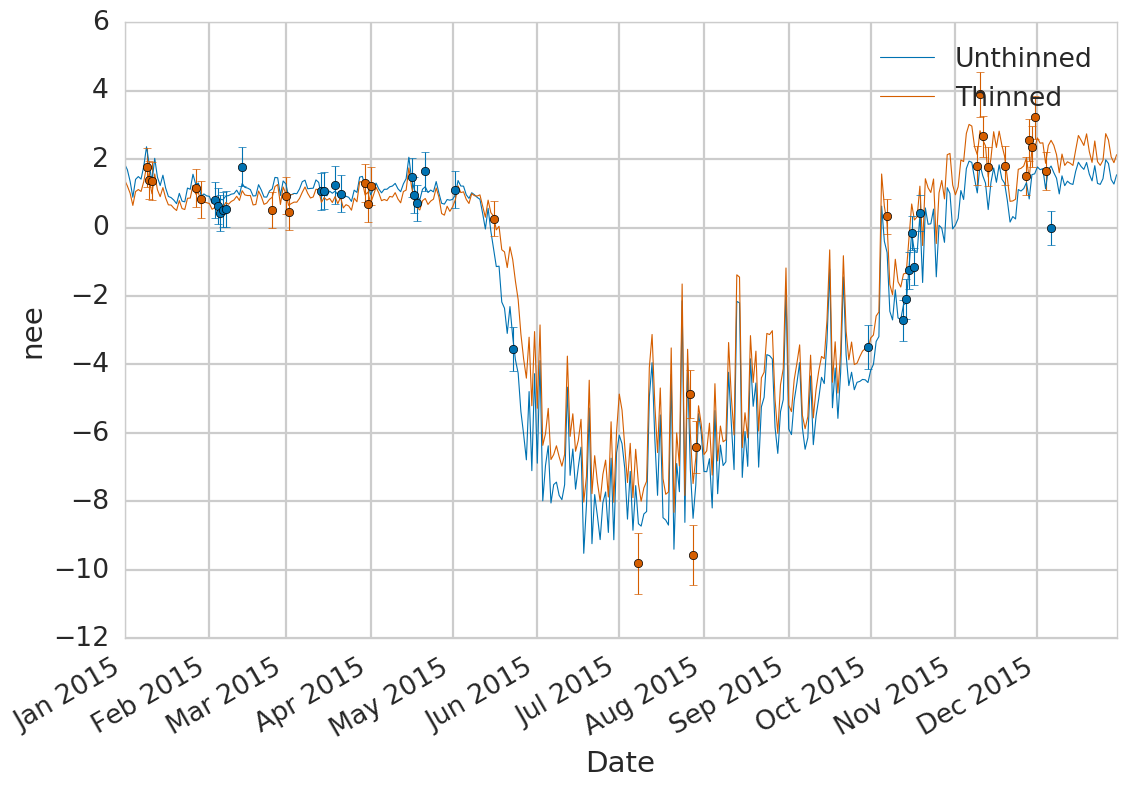 6
4
2
0
−2
−4
−6
−8
−10
−12
nee
Unthinned
Thinned
Jan 2015
Feb 2015
Mar 2015
Apr 2015
May 2015
Jun 2015
Jul 2015
Aug 2015
Sep 2015
Oct 2015
Nov 2015
Dec 2015
Date